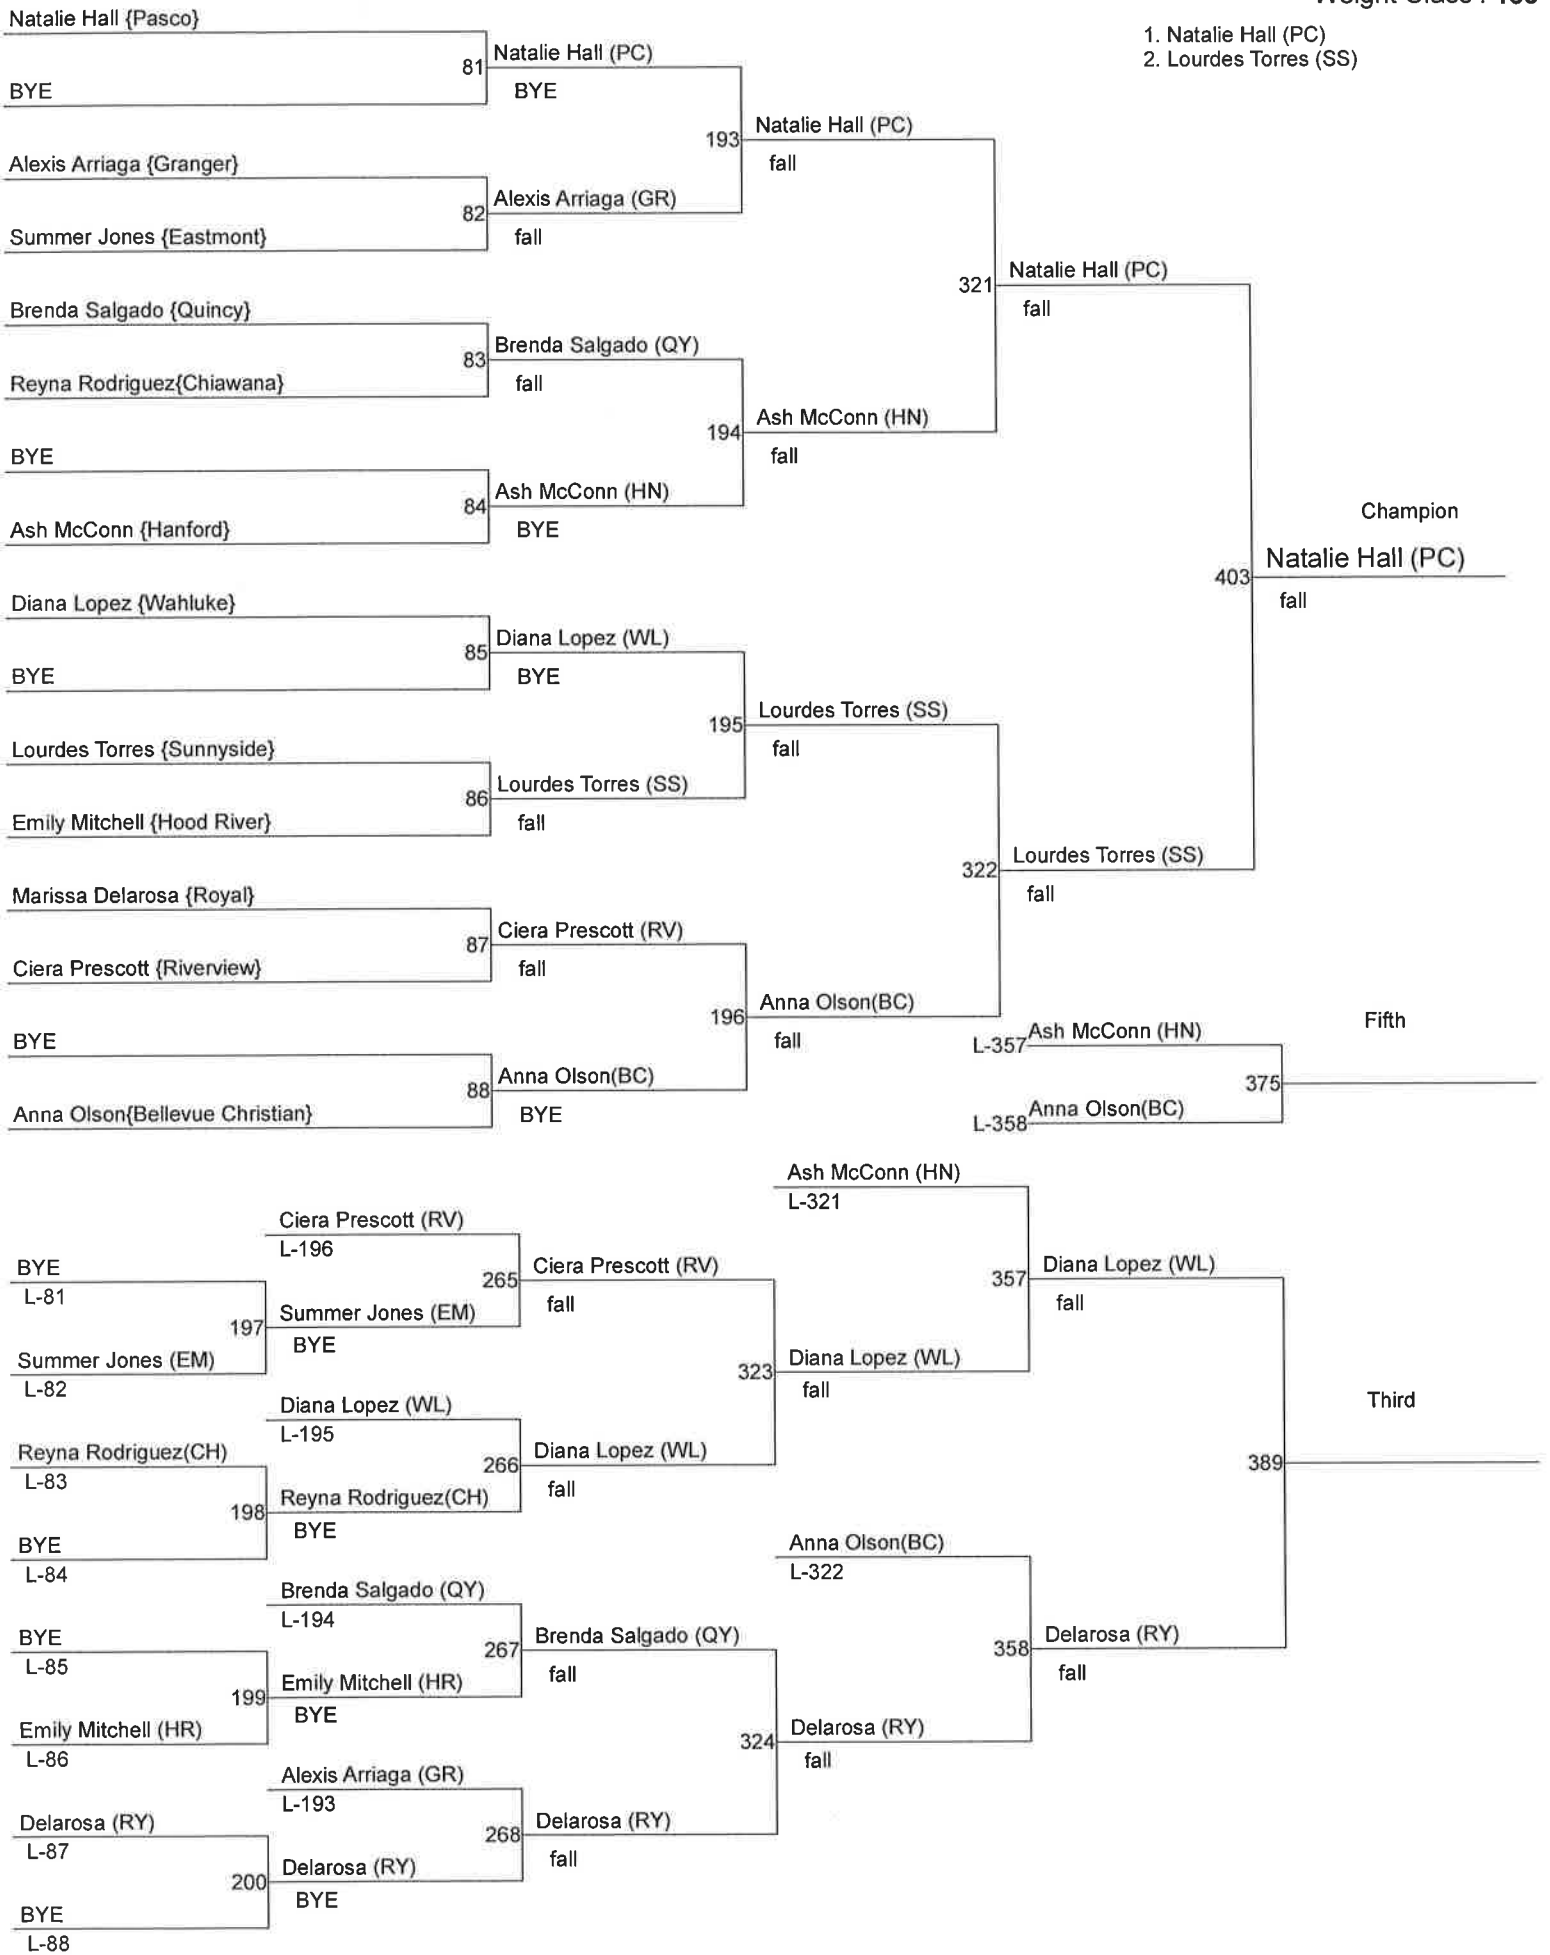 Natalie Hall {Pasco}
1. Natalie Hall (PC)
2. Lourdes Torres (SS)
81
Natalie Hall (PC)
BYE
BYE
193
Natalie Hall (PC)
fall
Alexis Arriaga {Granger}
82
Alexis Arriaga (GR)
fall
Summer Jones {Eastmont}
321
Natalie Hall (PC)
fall
Brenda Salgado {Quincy}
83
Brenda Salgado (QY)
fall
Reyna Rodriguez{Chiawana}
194
Ash McConn (HN)
fall
BYE
84
Ash McConn (HN)
BYE
Ash McConn {Hanford}
Champion
403
Natalie Hall (PC)
fall
Diana Lopez {Wahluke}
85
Diana Lopez (WL)
BYE
BYE
195
Lourdes Torres (SS)
fall
Lourdes Torres {Sunnyside}
86
Lourdes Torres (SS)
fall
Emily Mitchell {Hood River}
322
Lourdes Torres (SS)
fall
Marissa Delarosa {Royal}
87
Ciera Prescott (RV)
fall
Ciera Prescott {Riverview}
196
Anna Olson(BC)
fall
BYE
88
Anna Olson(BC)
BYE
Anna Olson{Bellevue Christian}
Fifth
L-357
Ash McConn (HN)
375
L-358
Anna Olson(BC)
Ash McConn (HN)
L-321
Ciera Prescott (RV)
L-196
BYE
L-81
265
Ciera Prescott (RV)
fall
357
Diana Lopez (WL)
fall
197
Summer Jones (EM)
BYE
Summer Jones (EM)
L-82
323
Diana Lopez (WL)
fall
Diana Lopez (WL)
L-195
Third
Reyna Rodriguez(CH)
L-83
266
Diana Lopez (WL)
fall
389
198
Reyna Rodriguez(CH)
BYE
BYE
L-84
Anna Olson(BC)
L-322
Brenda Salgado (QY)
L-194
BYE
L-85
267
Brenda Salgado (QY)
fall
358
Delarosa (RY)
fall
199
Emily Mitchell (HR)
BYE
Emily Mitchell (HR)
L-86
324
Delarosa (RY)
fall
Alexis Arriaga (GR)
L-193
Delarosa (RY)
L-87
268
Delarosa (RY)
fall
200
Delarosa (RY)
BYE
BYE
L-88